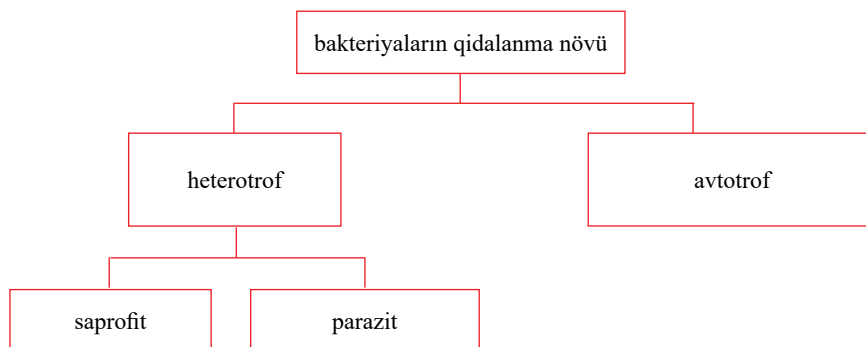 bakteriyaların qidalanma növü
heterotrof
avtotrof
saprofit
parazit